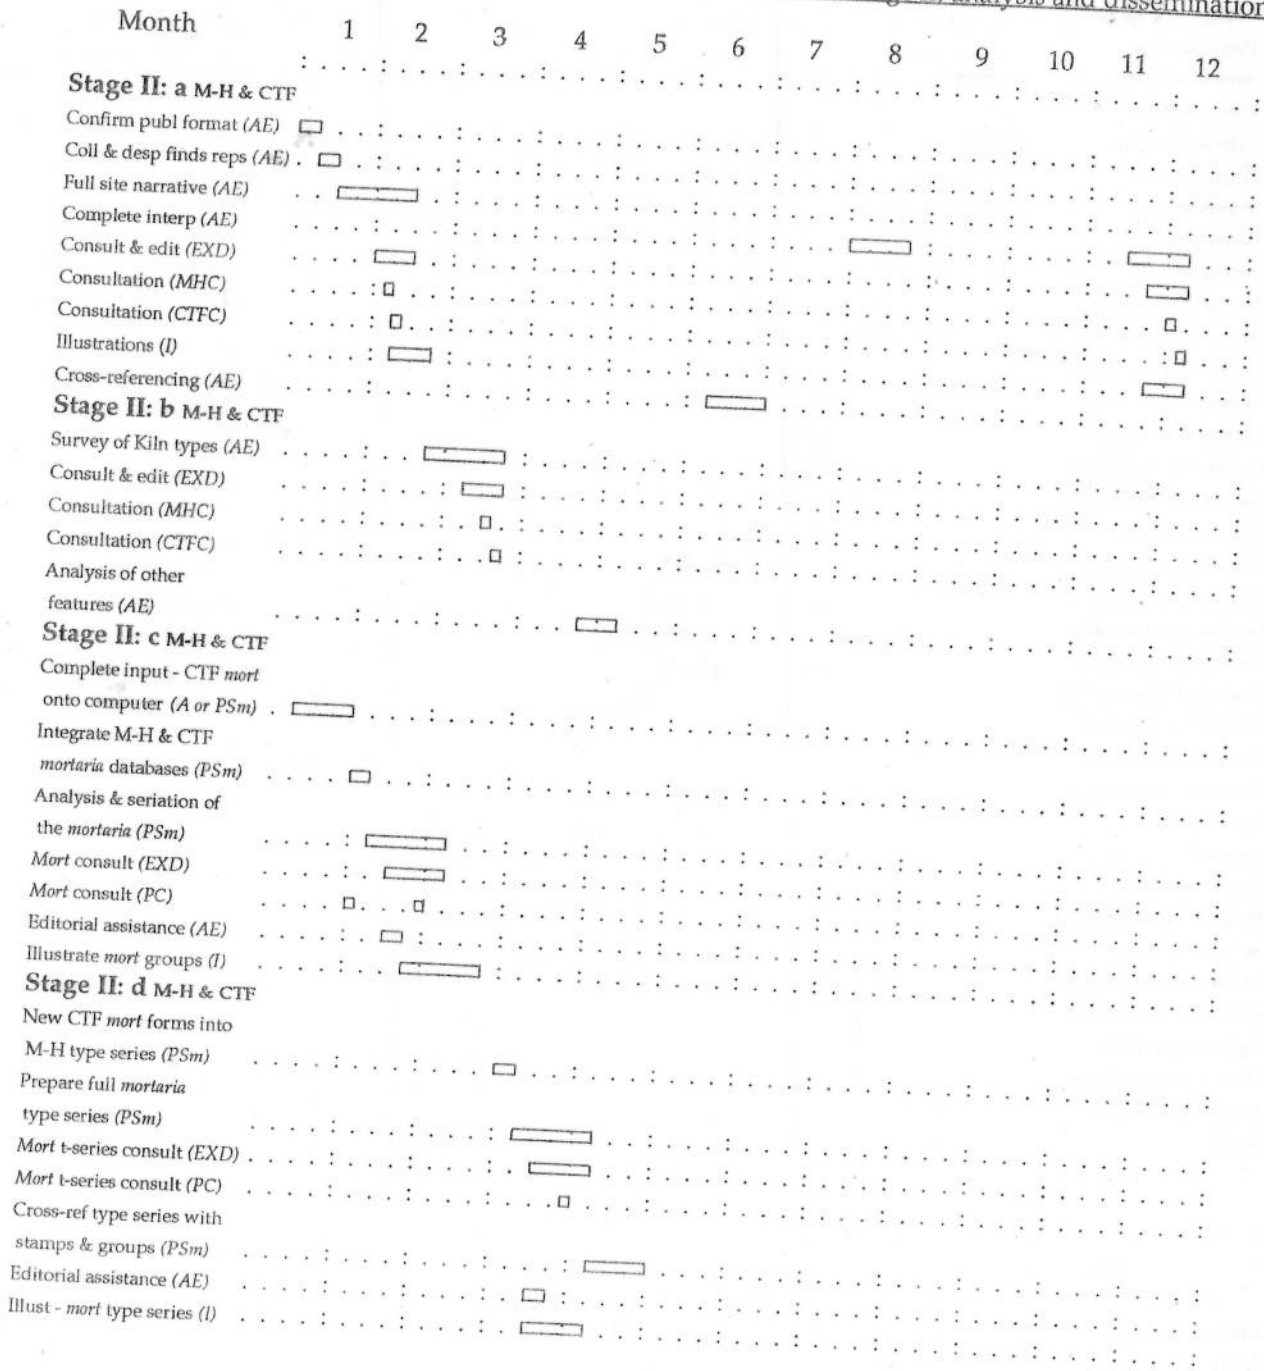 analysis and dissemination
Month 1 2 3 4 5 6 7 8 9 10 11 12
Stage II: a M-H & CTF
Confirm publ format (AE)
Coll & desp finds reps (AE)
Full site narrative (AE)
Complete interp (AE)
Consult & edit (EXD)
Consultation (MHC)
Consultation (CTFC)
Illustrations (I)
Cross-referencing (AE)
Stage II: b M-H & CTF
Survey of Kiln types (AE)
Consult & edit (EXD)
Consultation (MHC)
Consultation (CTFC)
Analysis of other
features (AE)
Stage II: c M-H & CTF
Complete input - CTF mort
onto computer (A or PSm)
Integrate M-H & CTF
mortaria databases (PSm)
Analysis & seriation of
the mortaria (PSm)
Mort consult (EXD)
Mort consult (PC)
Editorial assistance (AE)
Illustrate mort groups (I)
Stage II: d M-H & CTF
New CTF mort forms into
M-H type series (PSm)
Prepare full mortaria
type series (PSm)
Mort t-series consult (EXD)
Mort t-series consult (PC)
Cross-ref type series with
stamps & groups (PSm)
Editorial assistance (AE)
Illust - mort type series (I)